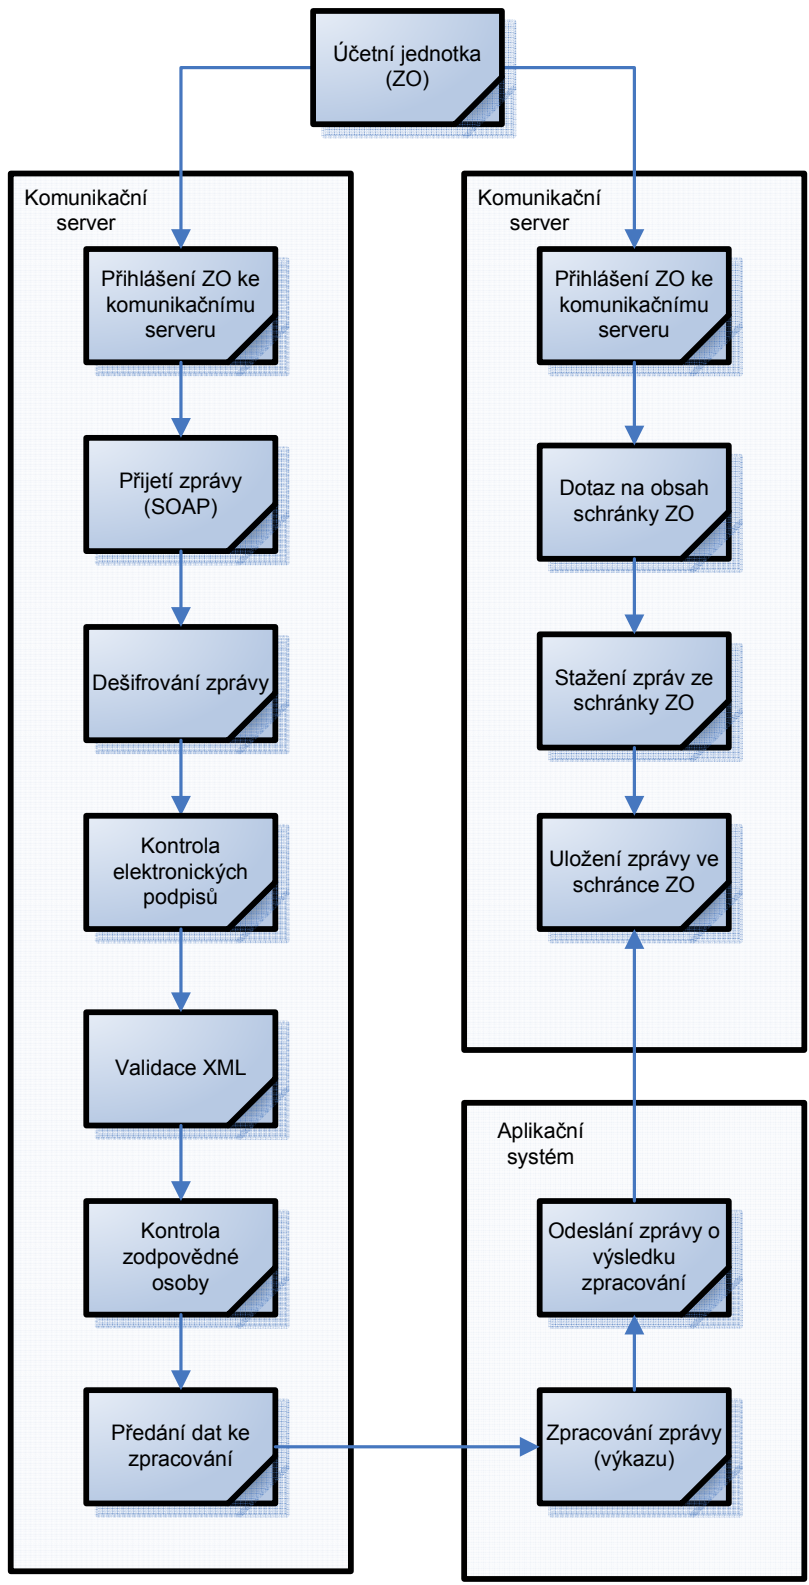 Účetní jednotka
(ZO)
Komunikační
server
Přihlášení ZO ke
komunikačnímu
serveru
Přijetí zprávy
(SOAP)
Dešifrování zprávy
Kontrola
elektronických
podpisů
Validace XML
Kontrola
zodpovědné
osoby
Předání dat ke
zpracování
Komunikační
server
Přihlášení ZO ke
komunikačnímu
serveru
Dotaz na obsah
schránky ZO
Stažení zpráv ze
schránky ZO
Uložení zprávy ve
schránce ZO
Aplikační
systém
Odeslání zprávy o
výsledku
zpracování
Zpracování zprávy
(výkazu)